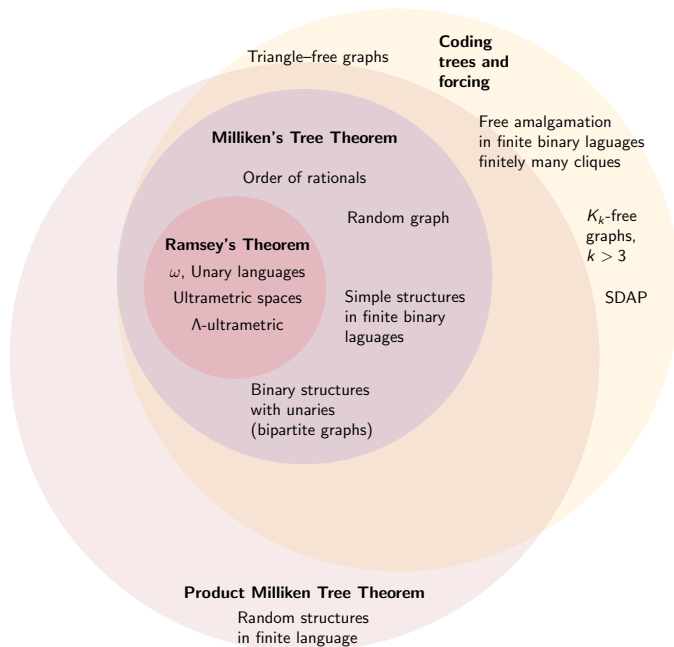 Triangle–free graphs
Coding
trees and
forcing
Free amalgamation
in finite binary laguages
finitely many cliques
Milliken's Tree Theorem
Order of rationals
Random graph
K_k-free
graphs,
k > 3
SDAP
Ramsey's Theorem
ω, Unary languages
Ultrametric spaces
Λ-ultrametric
Simple structures
in finite binary
laguages
Binary structures
with unaries
(bipartite graphs)
Product Milliken Tree Theorem
Random structures
in finite language